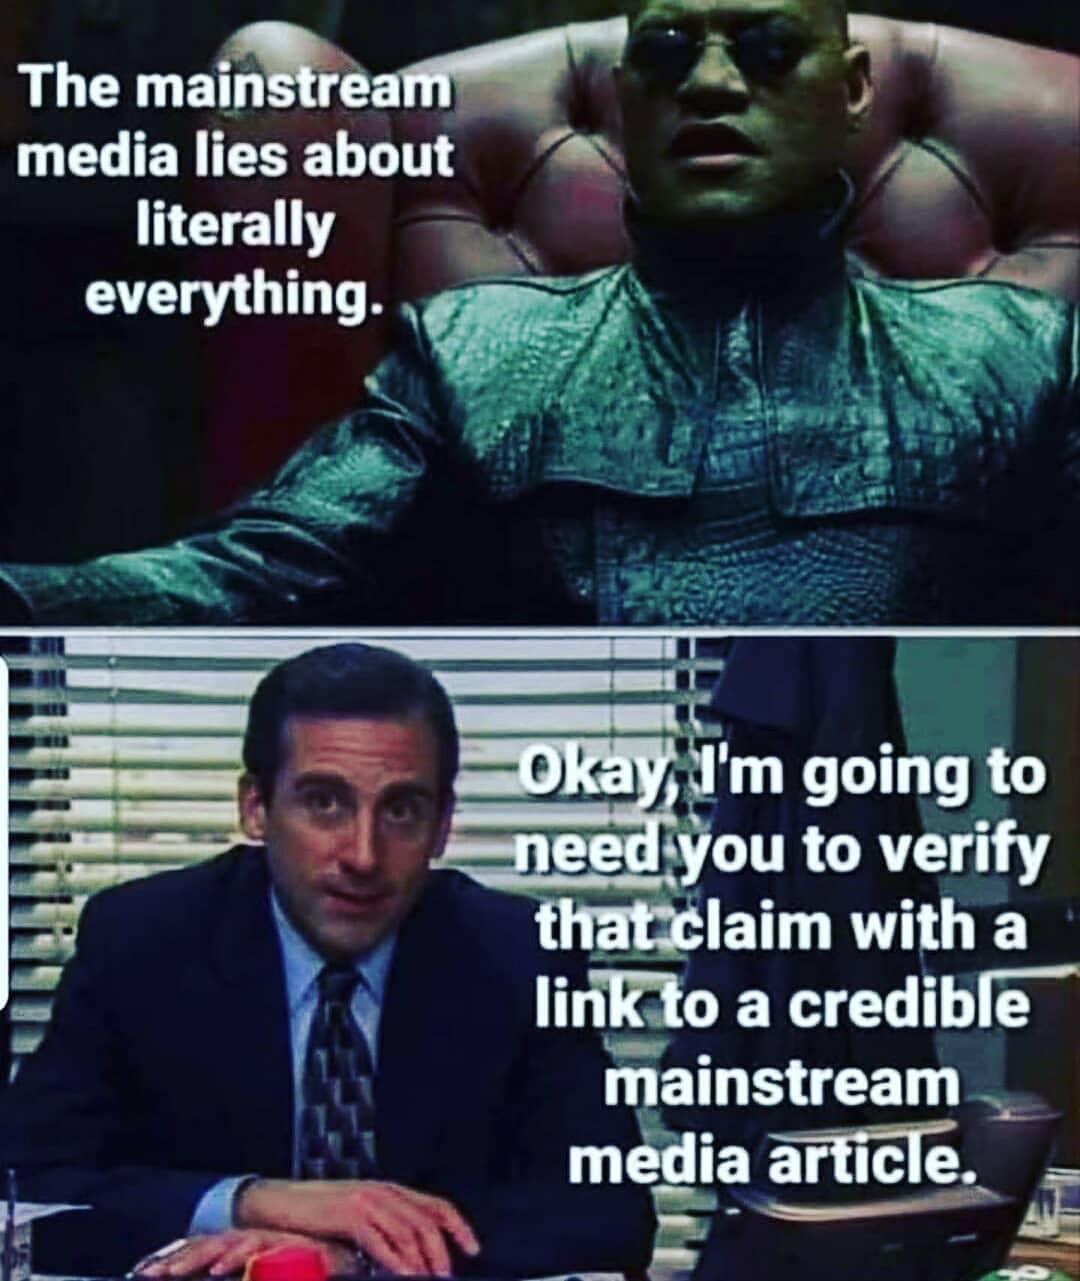 The mainstream
media lies about
literally
everything.
Okay, I'm going to
need you to verify
that claim with a
link to a credible
mainstream
media article.